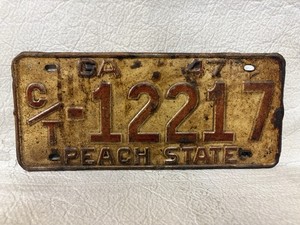 GA 47
C/T-12217
PEACH STATE